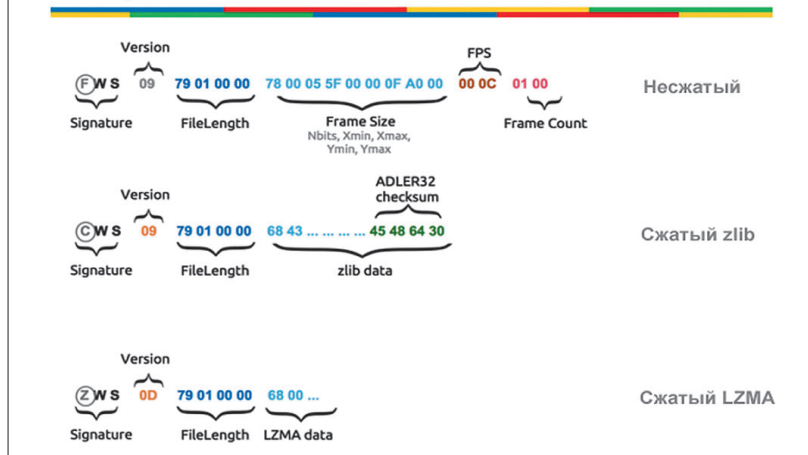 Version
FPS
FWS 09 79 01 00 00 78 00 05 5F 00 00 0F A0 00 00 0C 01 00
Несжатый
Signature FileLength Frame Size Frame Count
Nbits, Xmin, Xmax,
Ymin, Ymax
ADLER32
checksum
Version
CWS 09 79 01 00 00 68 43 ... ... ... ... 45 48 64 30
Сжатый zlib
Signature FileLength zlib data
Version
ZWS 0D 79 01 00 00 68 00 ...
Сжатый LZMA
Signature FileLength LZMA data